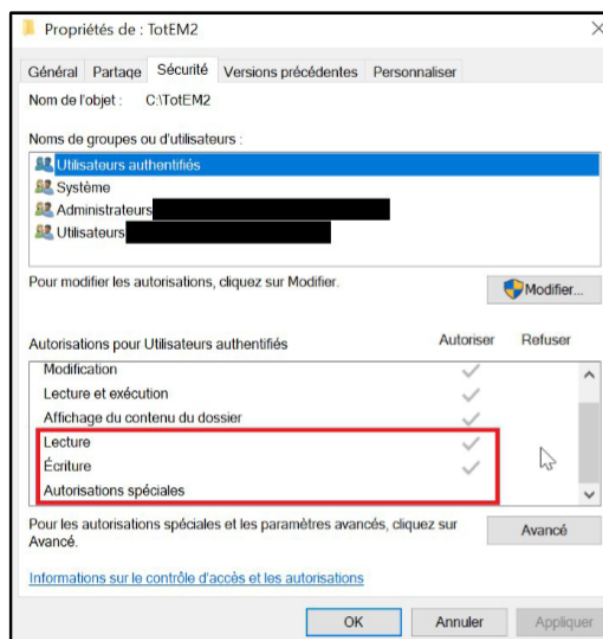 Propriétés de : TotEM2
Général Partage Sécurité Versions précédentes Personnaliser
Nom de l'objet : C:\TotEM2
Noms de groupes ou d'utilisateurs :
Utilisateurs authentifiés
Système
Administrateurs
Utilisateurs
Pour modifier les autorisations, cliquez sur Modifier.
Modifier...
Autorisations pour Utilisateurs authentifiés Autoriser Refuser
Modification
Lecture et exécution
Affichage du contenu du dossier
Lecture
Écriture
Autorisations spéciales
Pour les autorisations spéciales et les paramètres avancés, cliquez sur
Avancé.
Avancé
Informations sur le contrôle d'accès et les autorisations
OK Annuler Appliquer